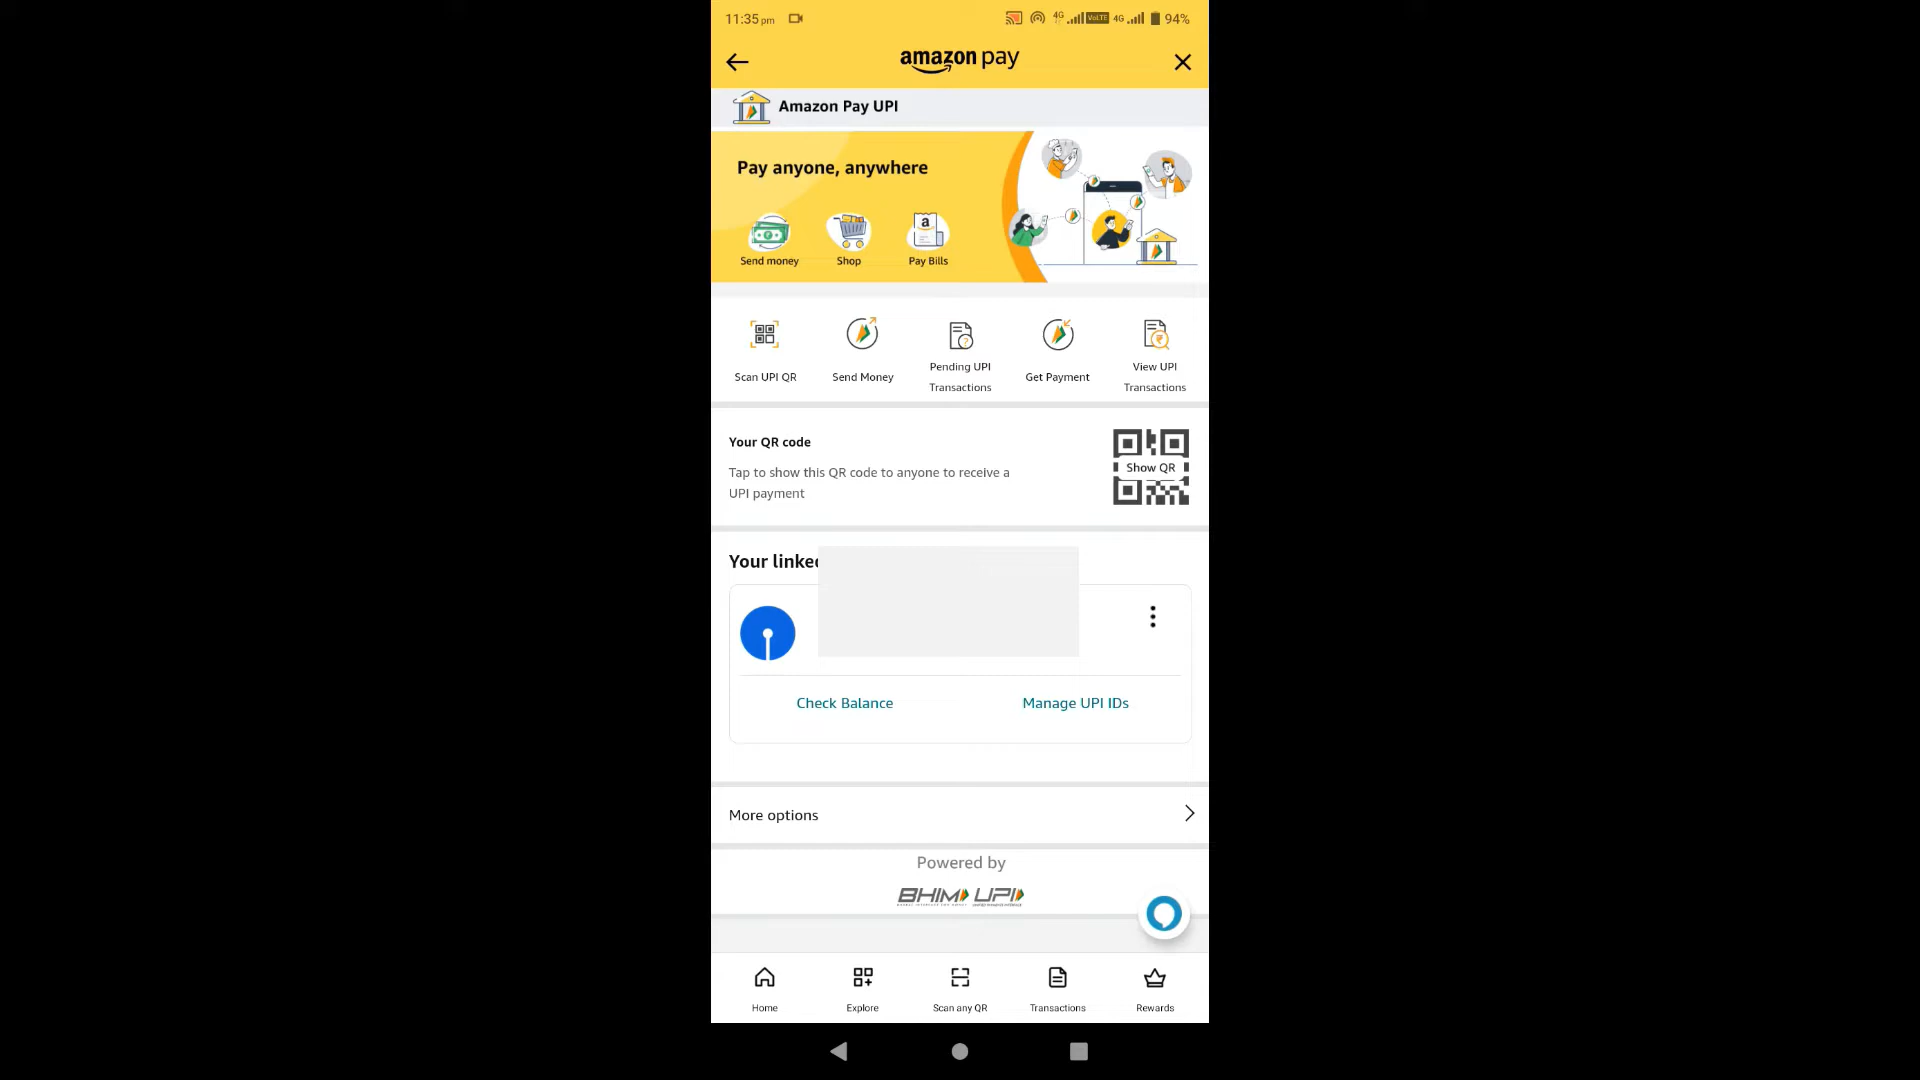 11:35 pm
4G VoLTE 4G 94%
amazon pay
Amazon Pay UPI
Pay anyone, anywhere
a
Send money Shop Pay Bills
Scan UPI QR Send Money Pending UPI Transactions Get Payment View UPI Transactions
Your QR code
Tap to show this QR code to anyone to receive a
UPI payment
Show QR
Your linke
Check Balance Manage UPI IDs
More options
Powered by
BHIM UPI
Home Explore Scan any QR Transactions Rewards